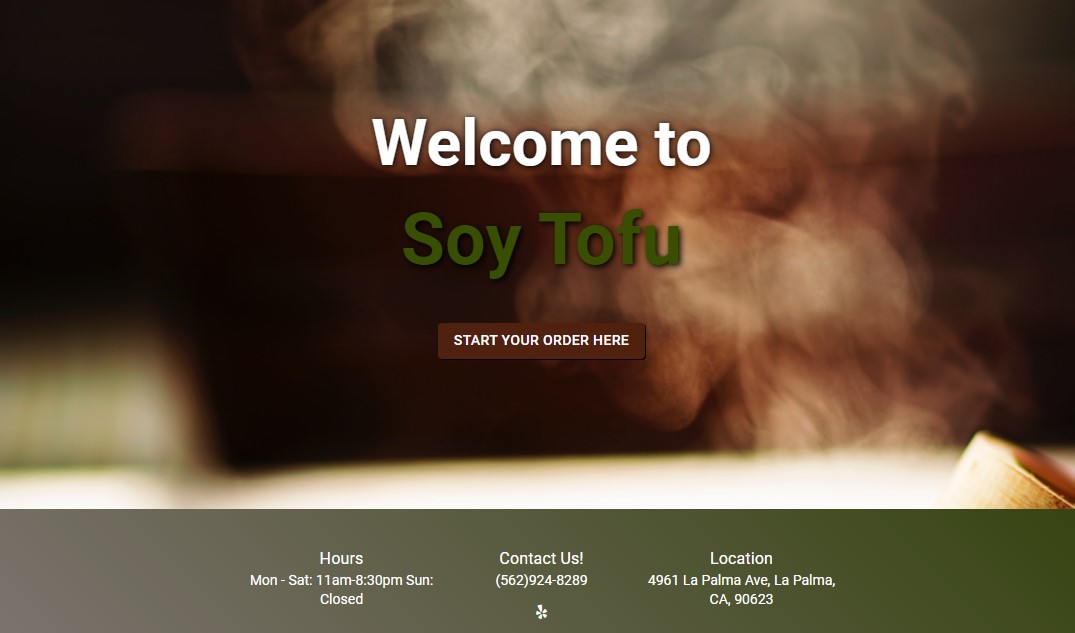 Welcome to
Soy Tofu
START YOUR ORDER HERE
Hours
Mon - Sat: 11am-8:30pm Sun:
Closed
Contact Us!
(562)924-8289
Location
4961 La Palma Ave, La Palma,
CA, 90623